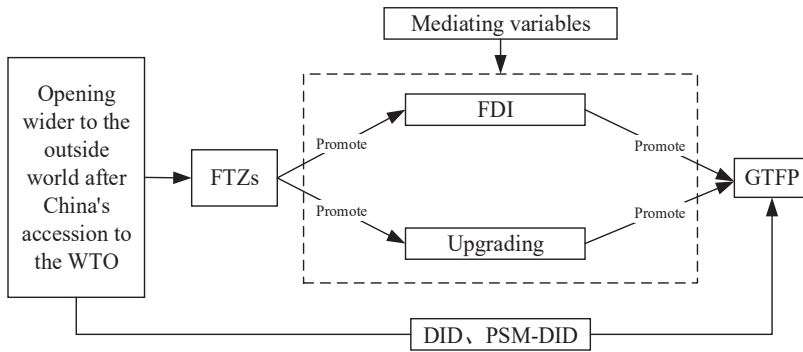 Mediating variables
Opening
wider to the
outside
world after
China's
accession to
the WTO
FTZs
Promote
FDI
Promote
Promote
Upgrading
Promote
GTFP
DID、PSM-DID